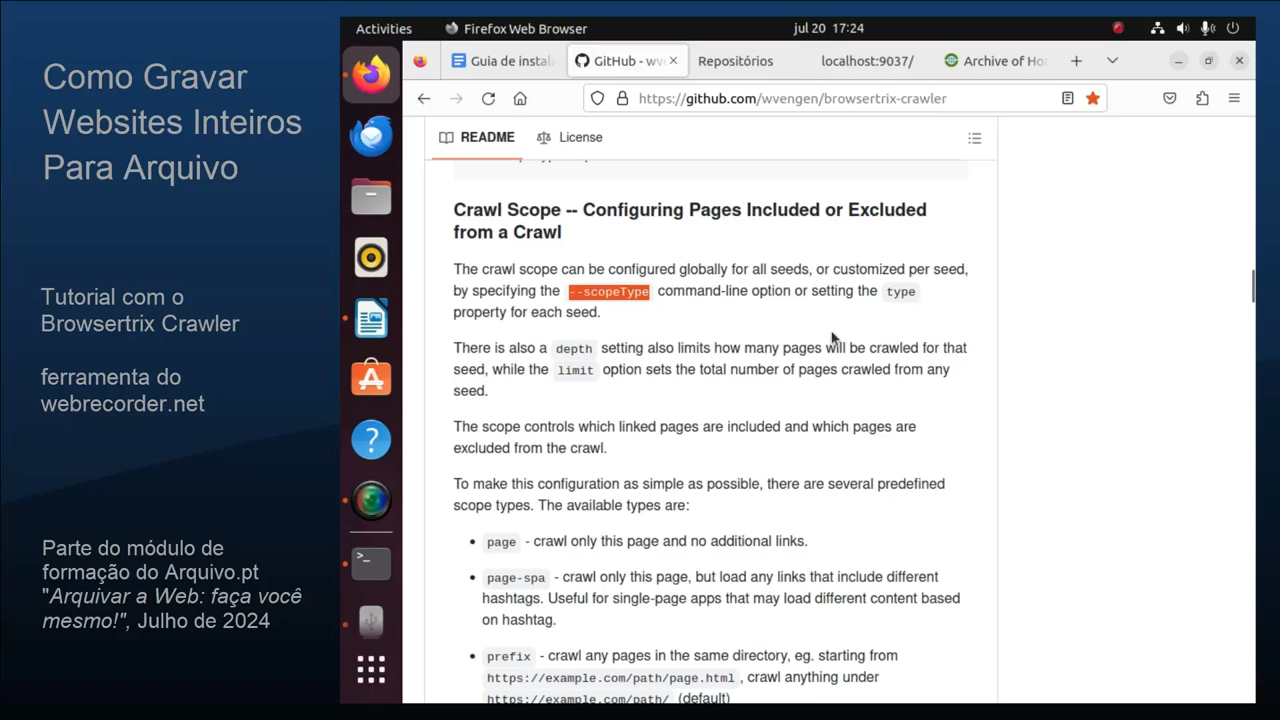 Como Gravar
Websites Inteiros
Para Arquivo
Tutorial com o
Browsertrix Crawler
ferramenta do
webrecorder.net
Parte do módulo de
formação do Arquivo.pt
"Arquivar a Web: faça você
mesmo!", Julho de 2024
Activities
Firefox Web Browser
jul 20 17:24
Guia de instal
GitHub - wve
Repositórios
localhost:9037/
Archive of Ho
https://github.com/wvengen/browsertrix-crawler
README
License
Crawl Scope -- Configuring Pages Included or Excluded
from a Crawl
The crawl scope can be configured globally for all seeds, or customized per seed,
by specifying the --scopeType command-line option or setting the type
property for each seed.
There is also a depth setting also limits how many pages will be crawled for that
seed, while the limit option sets the total number of pages crawled from any
seed.
The scope controls which linked pages are included and which pages are
excluded from the crawl.
To make this configuration as simple as possible, there are several predefined
scope types. The available types are:
• page - crawl only this page and no additional links.
• page-spa - crawl only this page, but load any links that include different
hashtags. Useful for single-page apps that may load different content based
on hashtag.
• prefix - crawl any pages in the same directory, eg. starting from
https://example.com/path/page.html, crawl anything under
https://example.com/path/ (default)